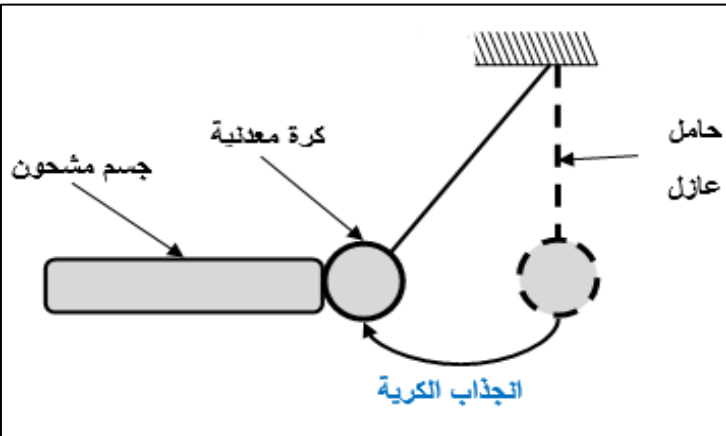 كرة معدنية
حامل
عازل
جسم مشحون
انجذاب الكرية